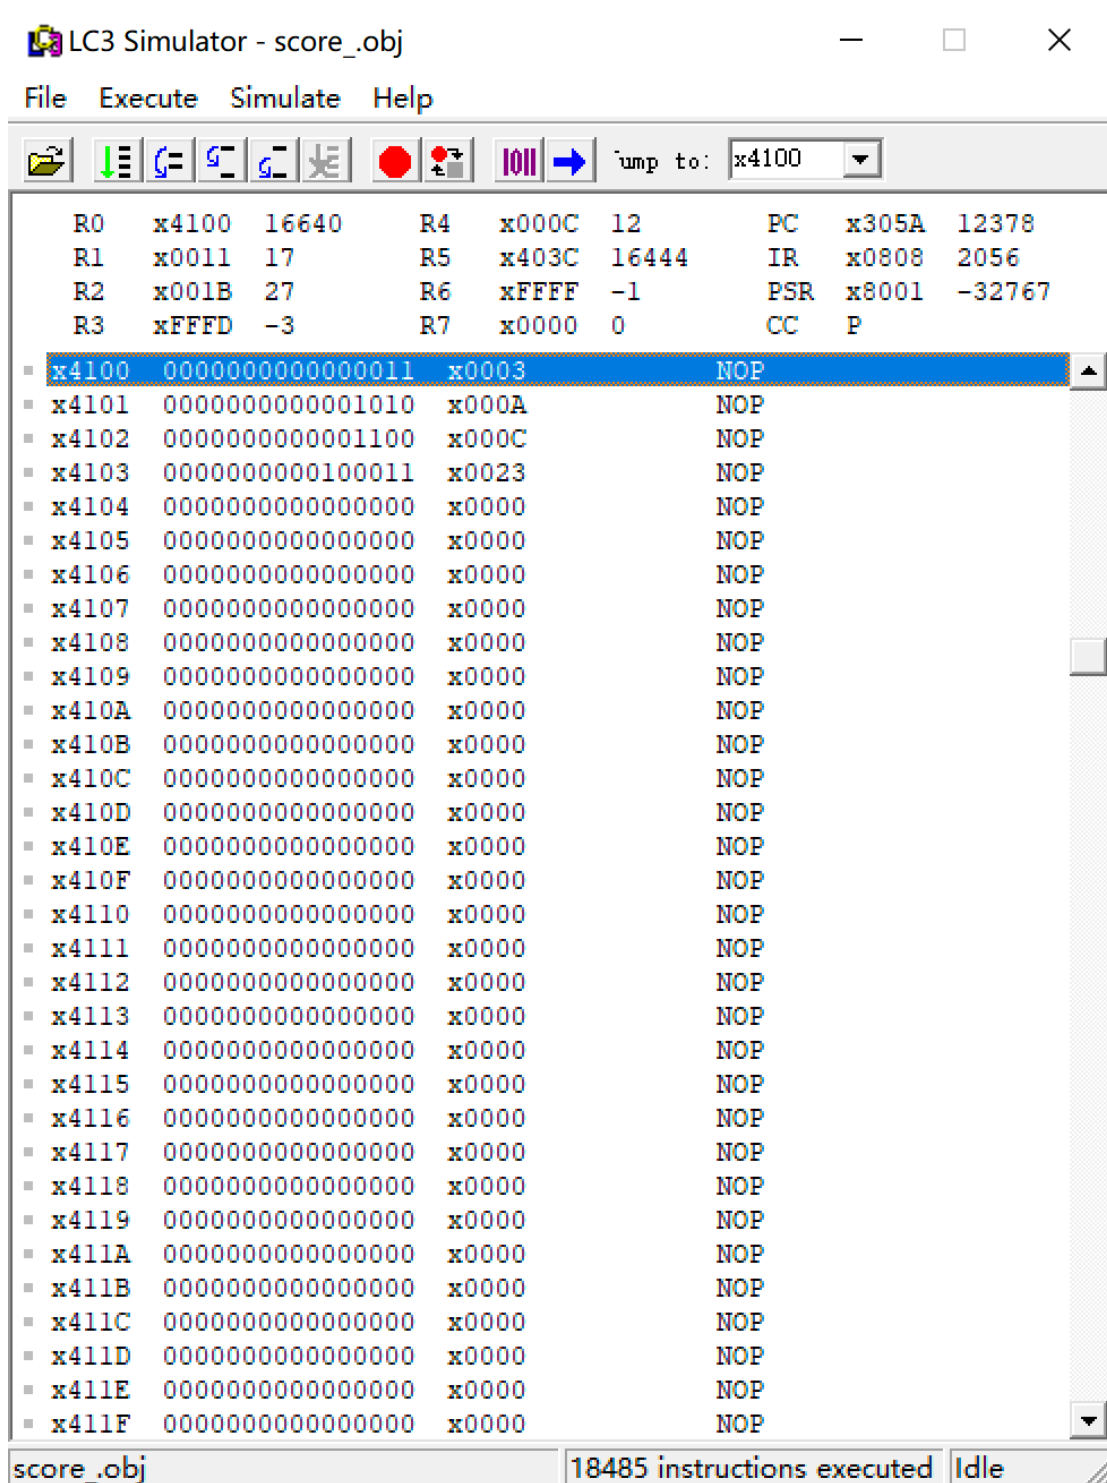 LC3 Simulator - score_.obj
File Execute Simulate Help
Jump to: x4100
R0 x4100 16640 R4 x000C 12 PC x305A 12378
R1 x0011 17 R5 x403C 16444 IR x0808 2056
R2 x001B 27 R6 xFFFF -1 PSR x8001 -32767
R3 xFFFD -3 R7 x0000 0 CC P
x4100 0000000000000011 x0003 NOP
x4101 0000000000001010 x000A NOP
x4102 0000000000001100 x000C NOP
x4103 0000000000100011 x0023 NOP
x4104 0000000000000000 x0000 NOP
x4105 0000000000000000 x0000 NOP
x4106 0000000000000000 x0000 NOP
x4107 0000000000000000 x0000 NOP
x4108 0000000000000000 x0000 NOP
x4109 0000000000000000 x0000 NOP
x410A 0000000000000000 x0000 NOP
x410B 0000000000000000 x0000 NOP
x410C 0000000000000000 x0000 NOP
x410D 0000000000000000 x0000 NOP
x410E 0000000000000000 x0000 NOP
x410F 0000000000000000 x0000 NOP
x4110 0000000000000000 x0000 NOP
x4111 0000000000000000 x0000 NOP
x4112 0000000000000000 x0000 NOP
x4113 0000000000000000 x0000 NOP
x4114 0000000000000000 x0000 NOP
x4115 0000000000000000 x0000 NOP
x4116 0000000000000000 x0000 NOP
x4117 0000000000000000 x0000 NOP
x4118 0000000000000000 x0000 NOP
x4119 0000000000000000 x0000 NOP
x411A 0000000000000000 x0000 NOP
x411B 0000000000000000 x0000 NOP
x411C 0000000000000000 x0000 NOP
x411D 0000000000000000 x0000 NOP
x411E 0000000000000000 x0000 NOP
x411F 0000000000000000 x0000 NOP
score_.obj 18485 instructions executed Idle